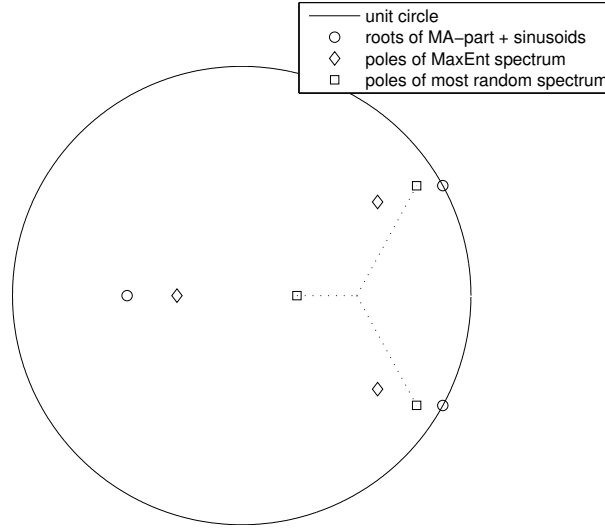 unit circle
roots of MA−part + sinusoids
poles of MaxEnt spectrum
poles of most random spectrum